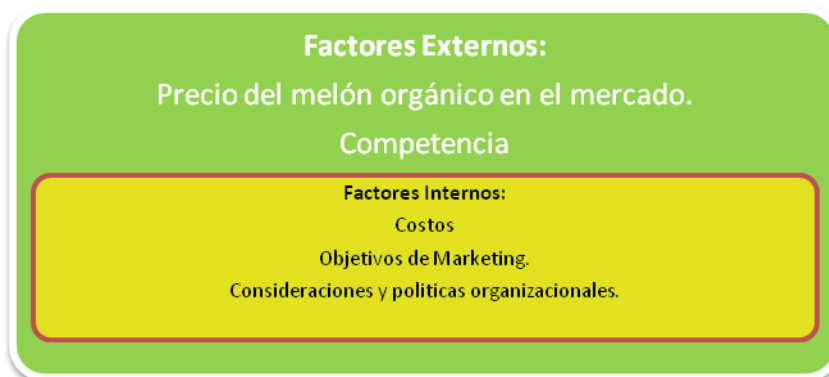 Factores Externos:
Precio del melón orgánico en el mercado.
Competencia
Factores Internos:
Costos
Objetivos de Marketing.
Consideraciones y politicas organizacionales.